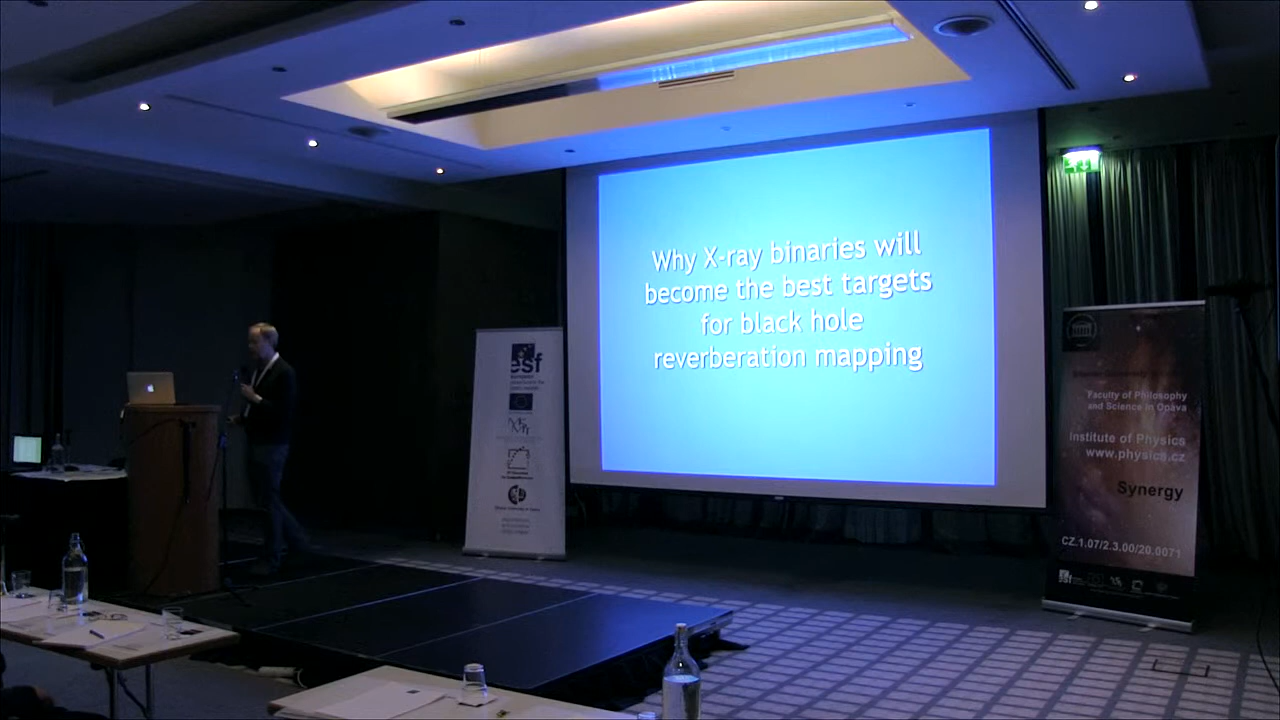 Why X-ray binaries will
become the best targets
for black hole
reverberation mapping
esf
Faculty of Philosophy
and Science in Opava
Institute of Physics
www.physics.cz
Synergy
CZ.1.07/2.3.00/20.0071
esf